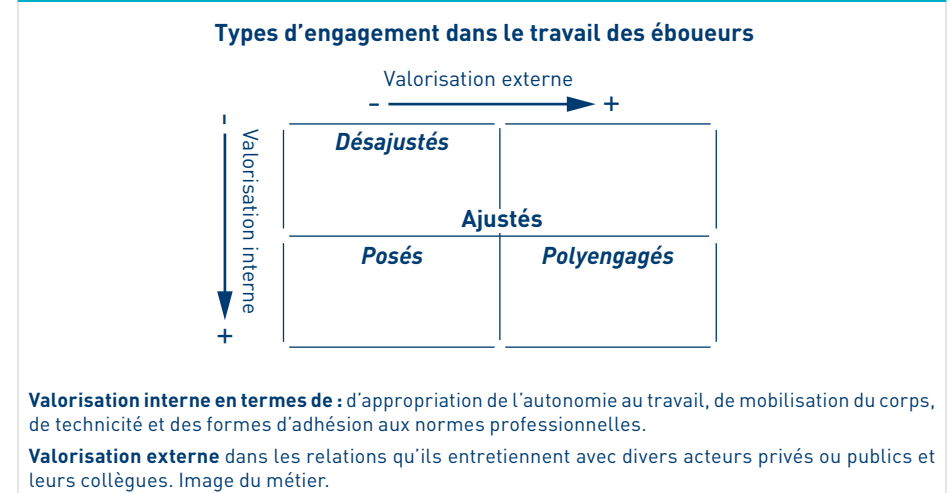 Types d’engagement dans le travail des éboueurs
Valorisation externe
- +
-
Valorisation interne
+
Désajustés
Ajustés
Posés Polyengagés
Valorisation interne en termes de : d’appropriation de l’autonomie au travail, de mobilisation du corps,
de technicité et des formes d’adhésion aux normes professionnelles.
Valorisation externe dans les relations qu’ils entretiennent avec divers acteurs privés ou publics et
leurs collègues. Image du métier.